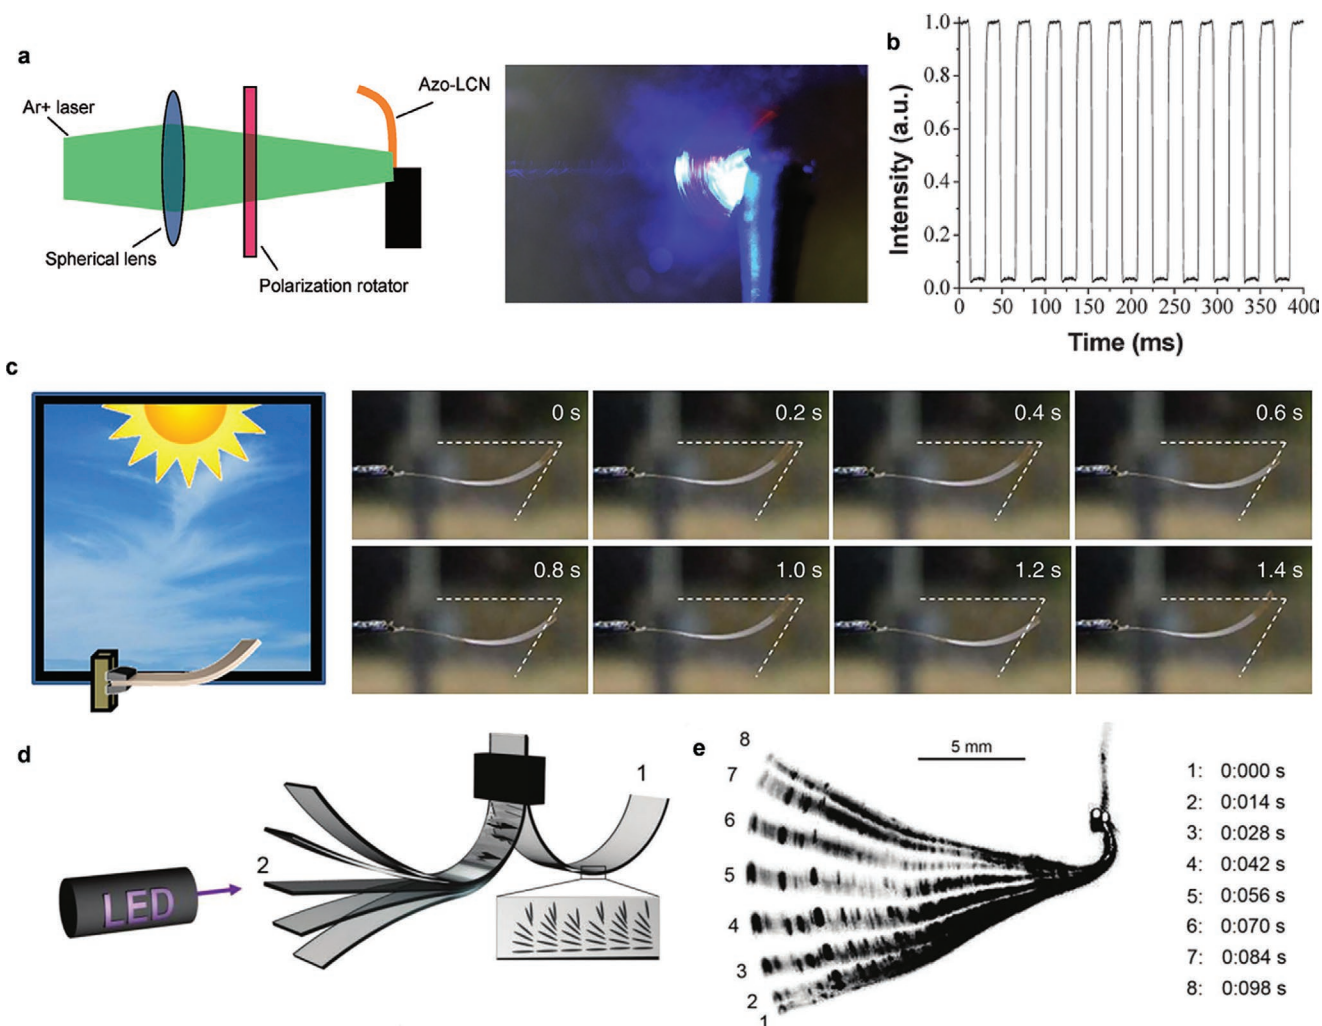 a
Ar+ laser
Azo-LCN
Spherical lens
Polarization rotator
b
Intensity (a.u.)
1.0
0.8
0.6
0.4
0.2
0.0
0 50 100 150 200 250 300 350 400
Time (ms)
c
0 s
0.2 s
0.4 s
0.6 s
0.8 s
1.0 s
1.2 s
1.4 s
d
1
2
LED
e
5 mm
8
7
6
5
4
3
2
1
1: 0:000 s
2: 0:014 s
3: 0:028 s
4: 0:042 s
5: 0:056 s
6: 0:070 s
7: 0:084 s
8: 0:098 s